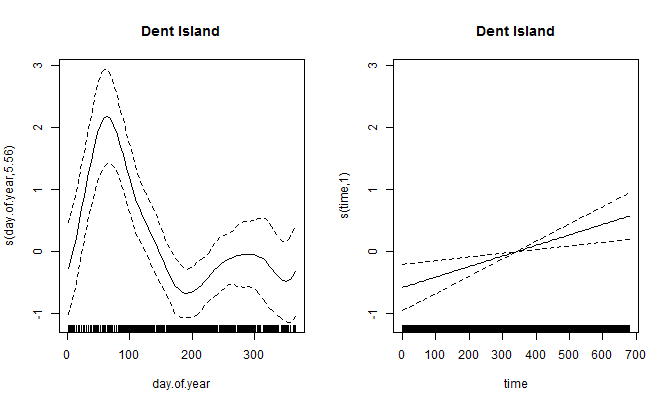 Dent Island
s(day.of.year,5.56)
3
2
1
0
-1
0 100 200 300
day.of.year
Dent Island
s(time,1)
3
2
1
0
-1
0 100 200 300 400 500 600 700
time